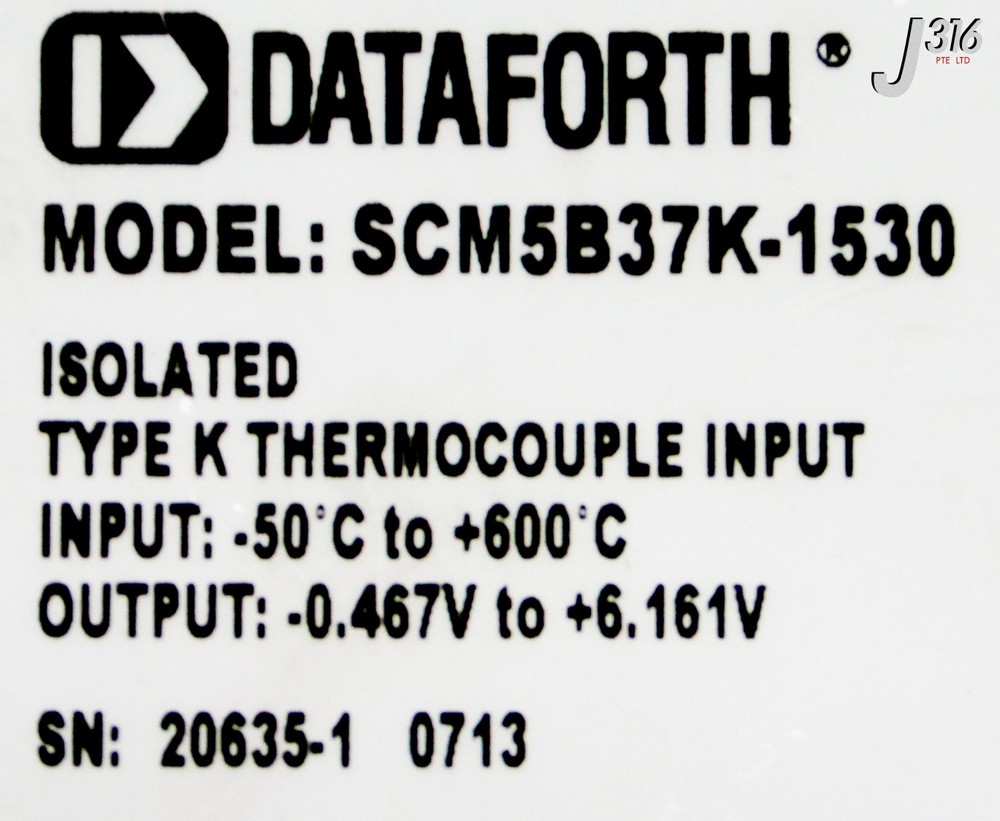 DATAFORTH®
J316
PTE LTD
MODEL: SCM5B37K-1530
ISOLATED
TYPE K THERMOCOUPLE INPUT
INPUT: -50°C to +600°C
OUTPUT: -0.467V to +6.161V
SN: 20635-1 0713